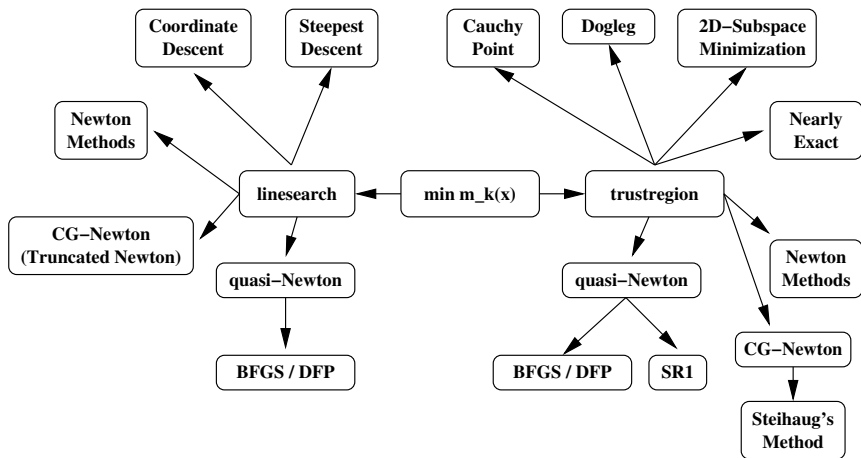 Coordinate
Descent
Steepest
Descent
Cauchy
Point
Dogleg
2D−Subspace
Minimization
Newton
Methods
Nearly
Exact
linesearch
min m_k(x)
trustregion
CG−Newton
(Truncated Newton)
quasi−Newton
quasi−Newton
Newton
Methods
BFGS / DFP
BFGS / DFP
SR1
CG−Newton
Steihaug's
Method